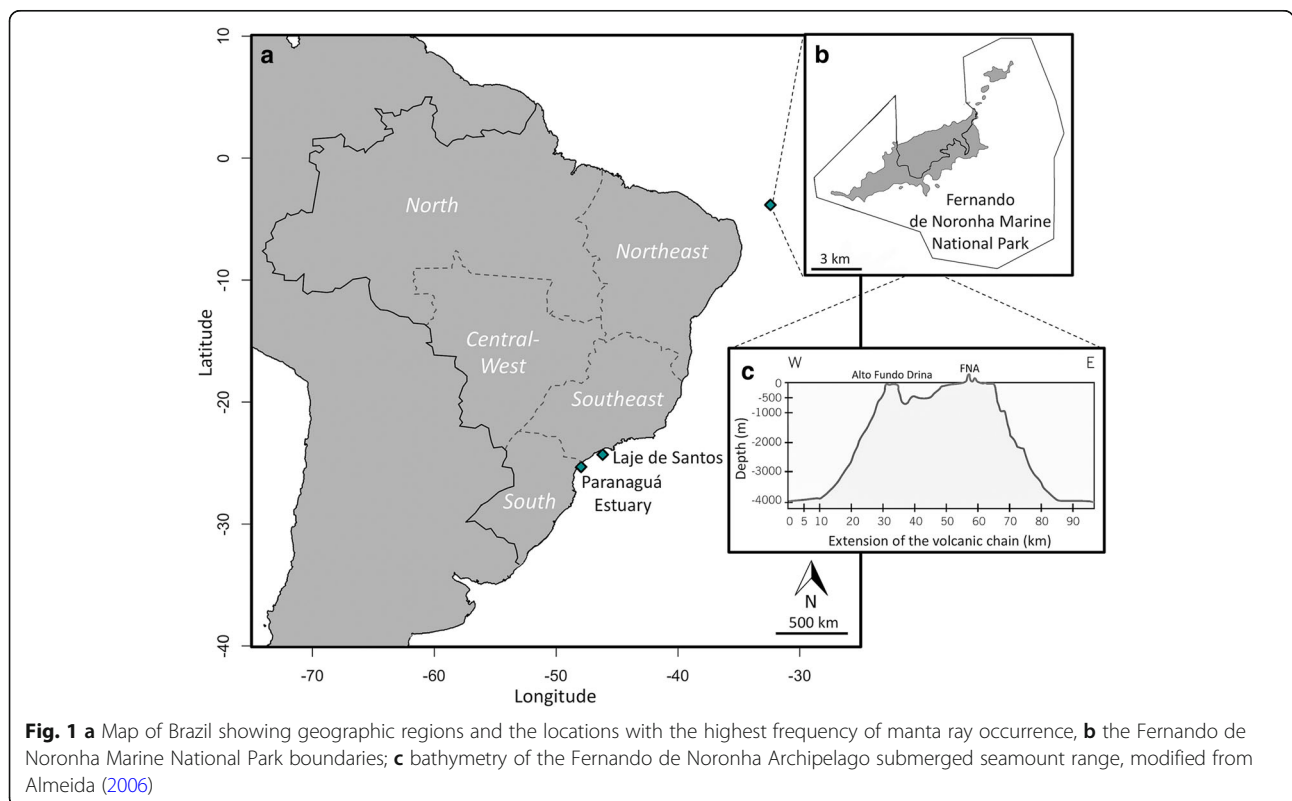 a
10
0
-10
-20
-30
-40
Latitude
-70
-60
-50
-40
-30
Longitude
North
Northeast
Central-
West
Southeast
South
Laje de Santos
Paranaguá
Estuary
N
500 km
b
Fernando
de Noronha Marine
National Park
3 km
c
W
E
Alto Fundo Drina
FNA
0
-500
-1000
-2000
-3000
-4000
Depth (m)
0 5 10 20 30 40 50 60 70 80 90
Extension of the volcanic chain (km)
Fig. 1 a Map of Brazil showing geographic regions and the locations with the highest frequency of manta ray occurrence, b the Fernando de
Noronha Marine National Park boundaries; c bathymetry of the Fernando de Noronha Archipelago submerged seamount range, modified from
Almeida (2006)